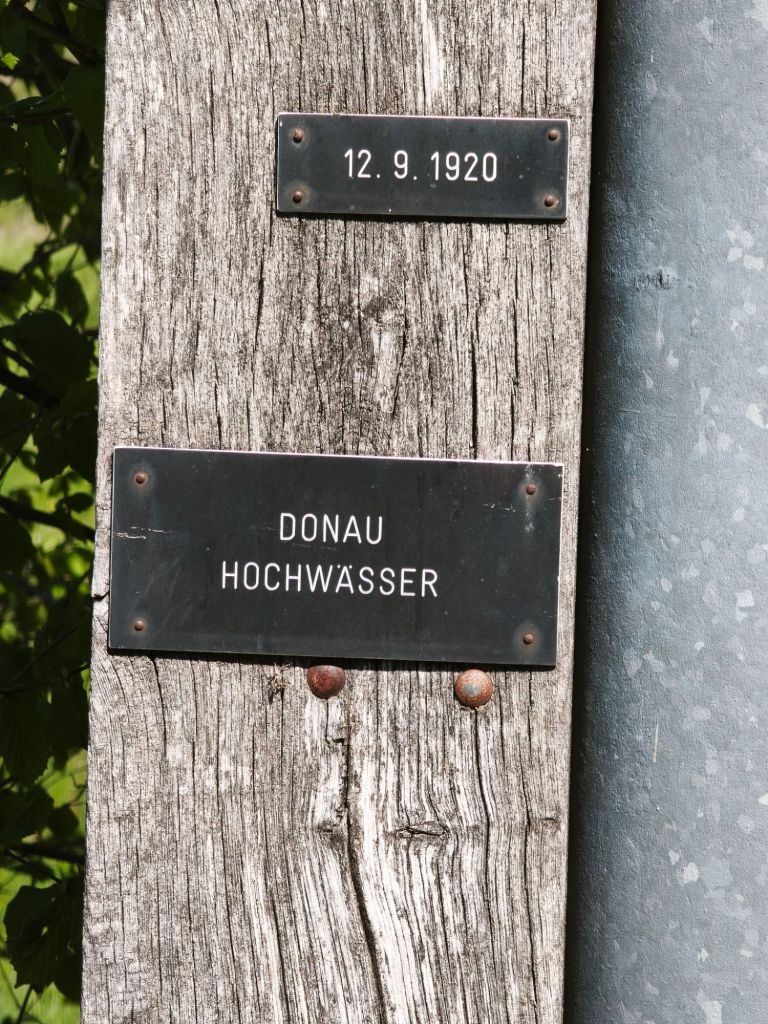 12. 9. 1920
DONAU
HOCHWÄSSER